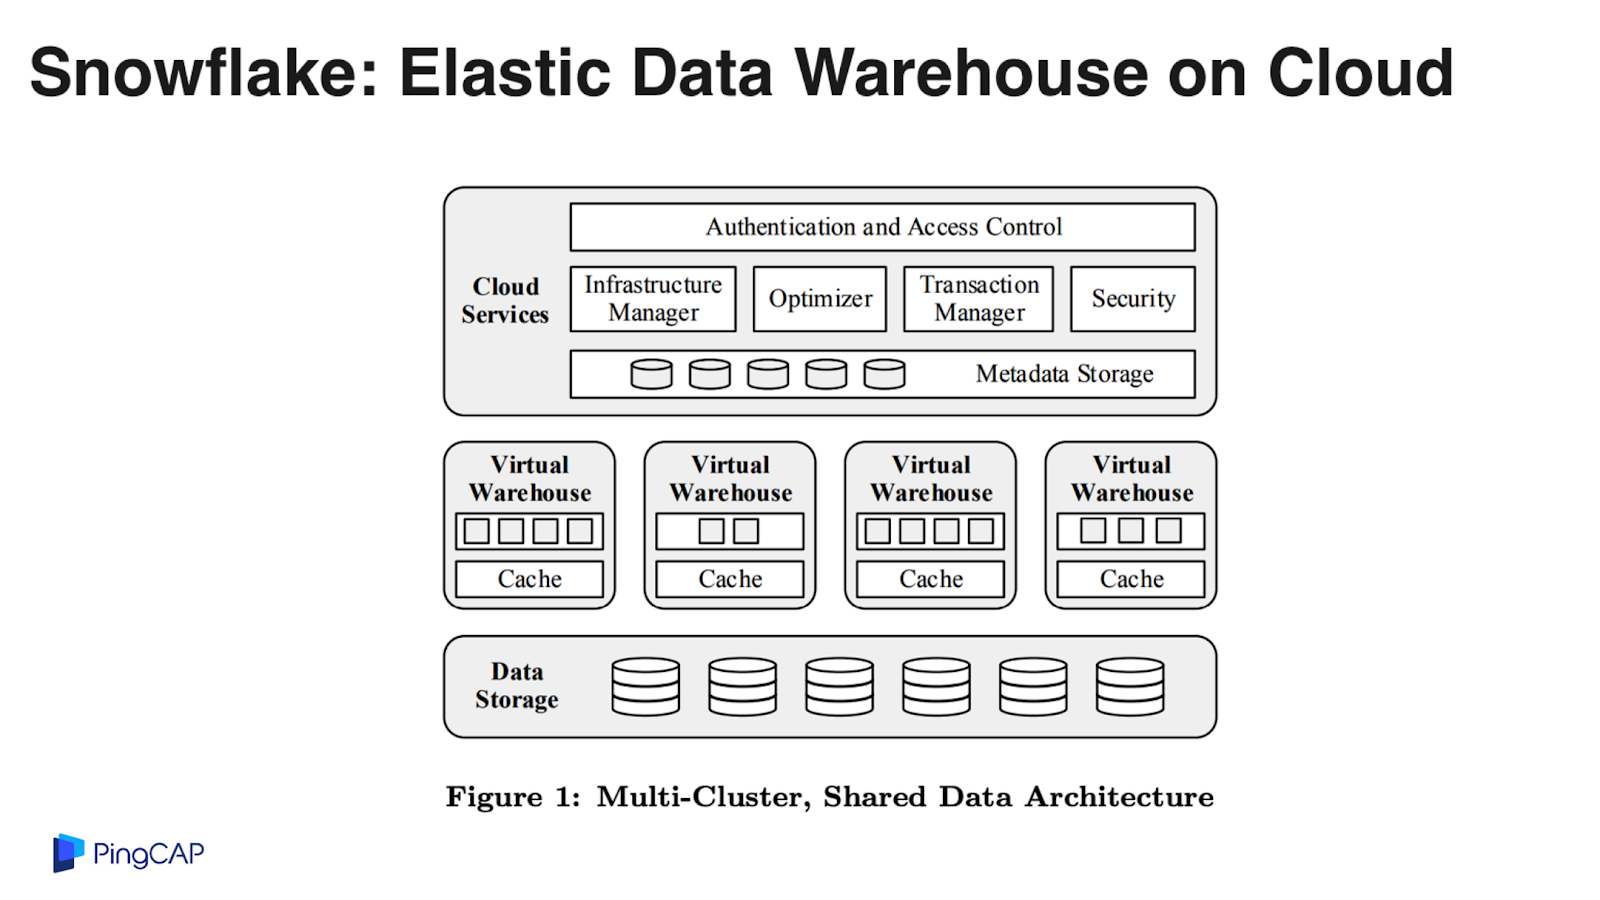 Snowflake: Elastic Data Warehouse on Cloud
Authentication and Access Control
Cloud
Services
Infrastructure
Manager
Optimizer
Transaction
Manager
Security
Metadata Storage
Virtual
Warehouse
Cache
Virtual
Warehouse
Cache
Virtual
Warehouse
Cache
Virtual
Warehouse
Cache
Data
Storage
Figure 1: Multi-Cluster, Shared Data Architecture
PingCAP